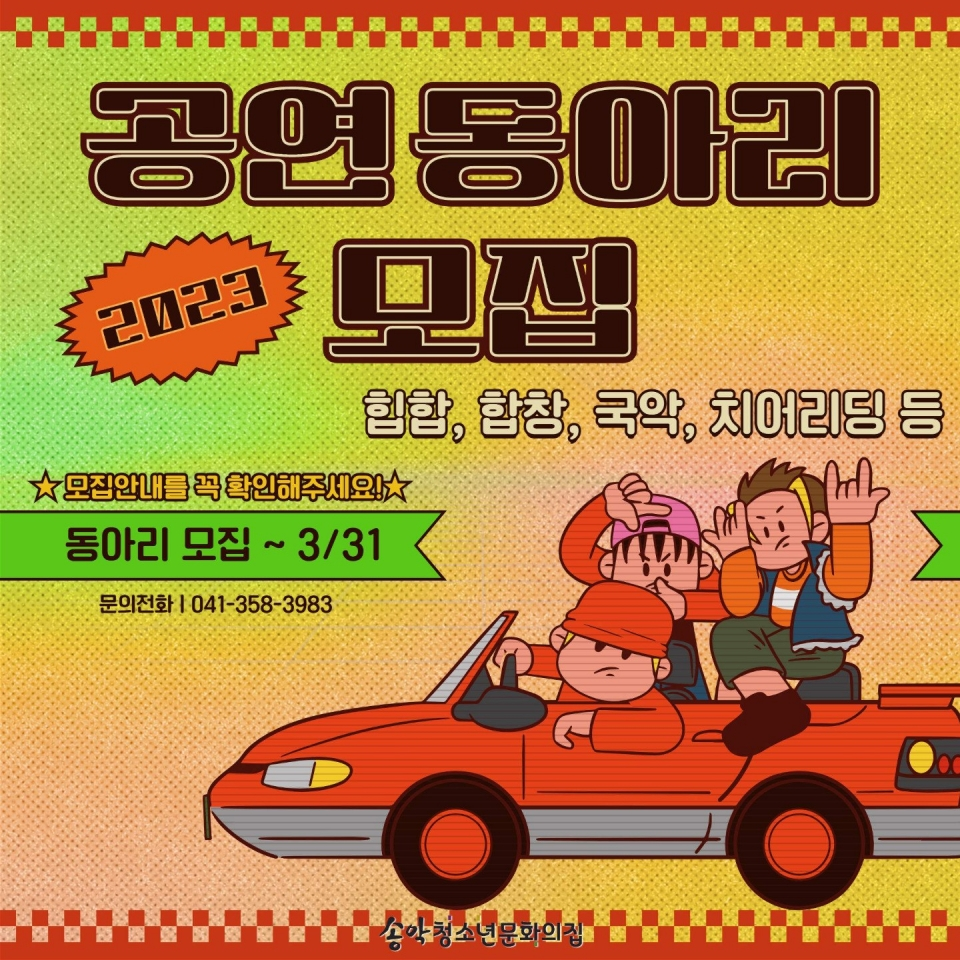 공연 동아리
2023
모집
힙합, 합창, 국악, 치어리딩 등
★모집안내를 꼭 확인해주세요!★
동아리 모집 ~ 3/31
문의전화 | 041-358-3983
송악청소년문화의집